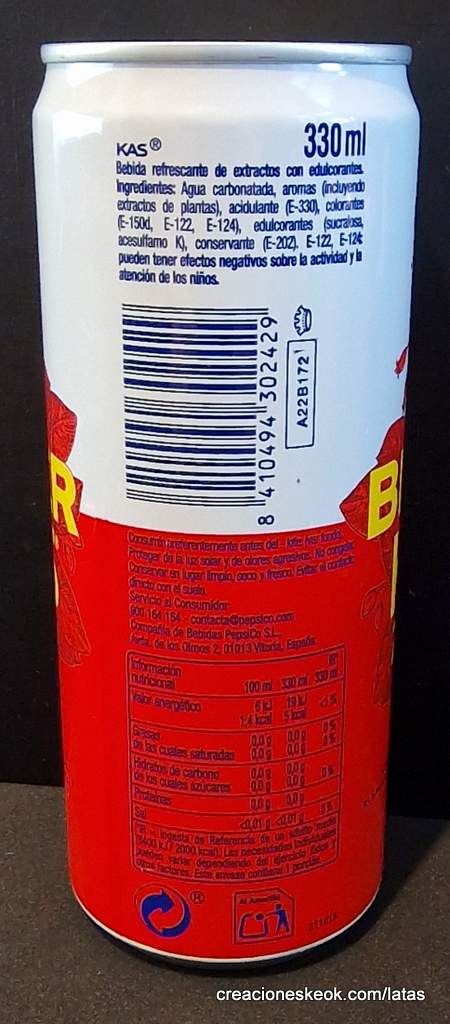 KAS®
330 ml
Bebida refrescante de extractos con edulcorantes.
Ingredientes: Agua carbonatada, aromas (incluyendo
extractos de plantas), acidulante (E-330), colorantes
(E-150d, E-122, E-124), edulcorantes (sucralosa,
acesulfamo K), conservante (E-202). E-122, E-124:
pueden tener efectos negativos sobre la actividad y la
atención de los niños.
8 410494 302429
A22B172
ER
B
Consumir preferentemente antes del - lote: (ver fondo).
Proteger de la luz solar y de olores agresivos. No congelar.
Conservar en lugar limpio, seco y fresco. Evitar el contacto
directo con el suelo.
Servicio al Consumidor
900 164 164 · contacta@pepsico.com
Compañía de Bebidas PepsiCo S.L.,
Avda. de los Olmos 2, 01013 Vitoria, España.
Información nutricional 100 ml 330 ml IR* 330 ml
Valor energético 6 kJ 19 kJ <1%
1,4 kcal 5 kcal
Grasas 0,0 g 0,0 g 0%
de las cuales saturadas 0,0 g 0,0 g 0%
Hidratos de carbono 0,0 g 0,0 g
de los cuales azúcares 0,0 g 0,0 g 0%
Proteínas 0,0 g 0,0 g
Sal <0,01 g <0,01 g 0%
*IR = Ingesta de Referencia de un adulto medio
(8400 kJ / 2000 kcal). Las necesidades individuales
pueden variar dependiendo del ejercicio físico y
otros factores. Este envase contiene 1 porción.
®
Al Amarillo
creacioneskeok.com/latas